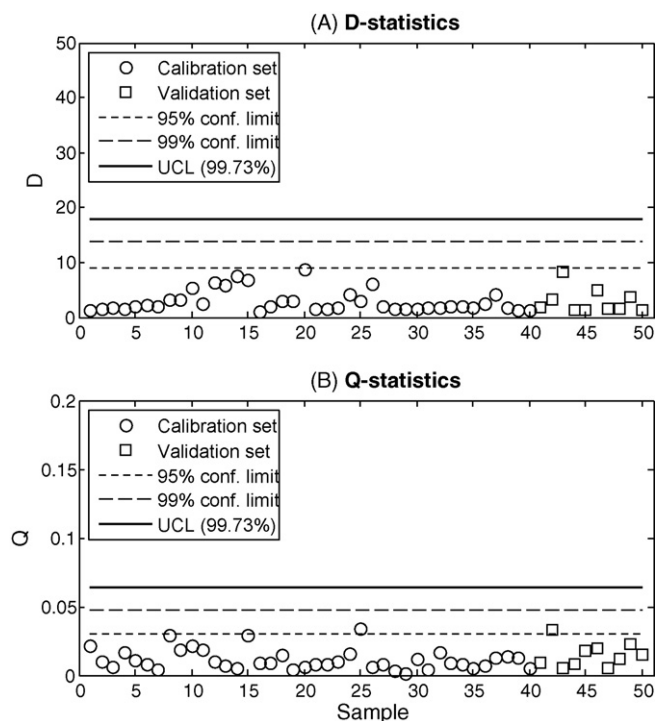 (A) D-statistics
50
40
30
20
10
0
D
Calibration set
Validation set
95% conf. limit
99% conf. limit
UCL (99.73%)
0 5 10 15 20 25 30 35 40 45 50
(B) Q-statistics
0.2
0.15
0.1
0.05
0
Q
Calibration set
Validation set
95% conf. limit
99% conf. limit
UCL (99.73%)
0 5 10 15 20 25 30 35 40 45 50
Sample